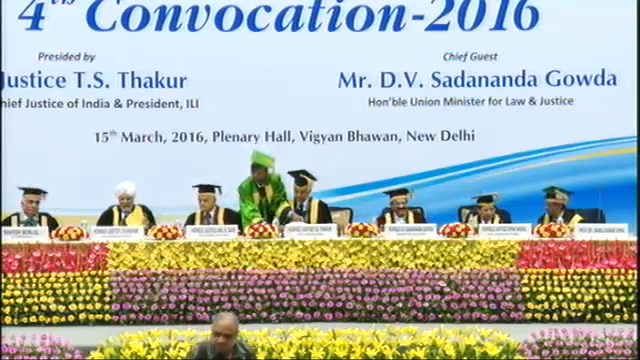 4th Convocation-2016
Presided by
Justice T.S. Thakur
hief Justice of India & President, ILI
Chief Guest
Mr. D.V. Sadananda Gowda
Hon'ble Union Minister for Law & Justice
15th March, 2016, Plenary Hall, Vigyan Bhawan, New Delhi